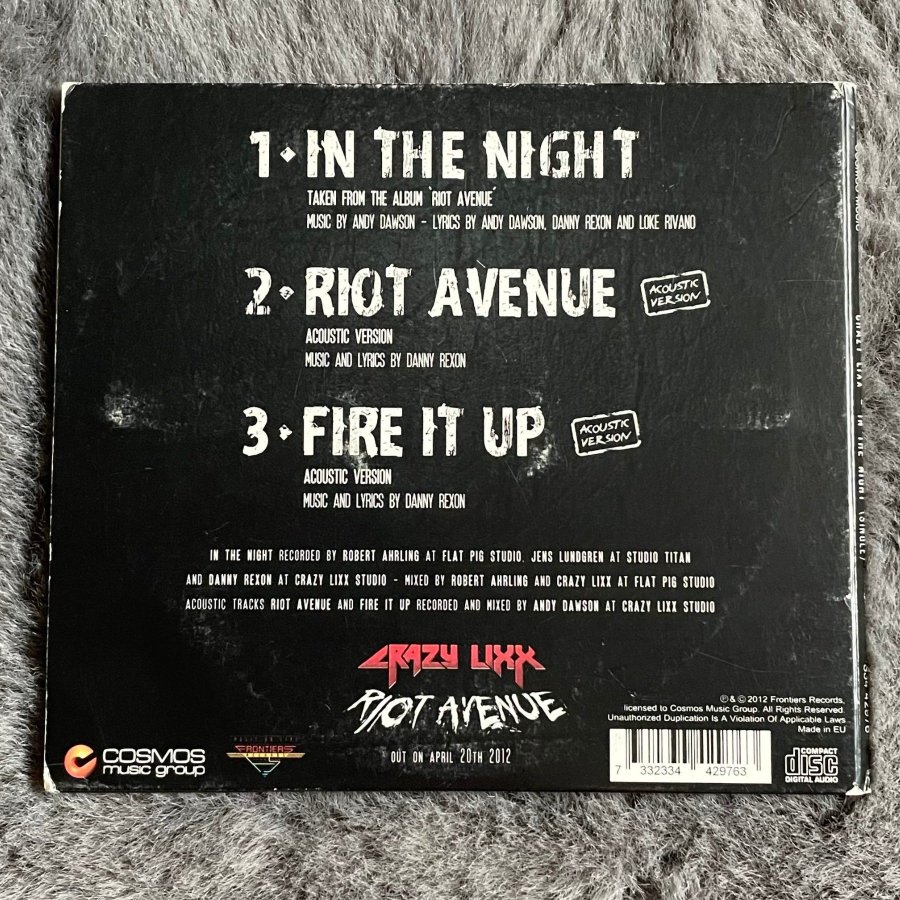 1 • IN THE NIGHT
TAKEN FROM THE ALBUM 'RIOT AVENUE'
MUSIC BY ANDY DAWSON - LYRICS BY ANDY DAWSON, DANNY REXON AND LOKE RIVANO
2 • RIOT AVENUE
ACOUSTIC
VERSION
ACOUSTIC VERSION
MUSIC AND LYRICS BY DANNY REXON
3 • FIRE IT UP
ACOUSTIC
VERSION
ACOUSTIC VERSION
MUSIC AND LYRICS BY DANNY REXON
IN THE NIGHT RECORDED BY ROBERT AHRLING AT FLAT PIG STUDIO, JENS LUNDGREN AT STUDIO TITAN
AND DANNY REXON AT CRAZY LIXX STUDIO - MIXED BY ROBERT AHRLING AND CRAZY LIXX AT FLAT PIG STUDIO
ACOUSTIC TRACKS RIOT AVENUE AND FIRE IT UP RECORDED AND MIXED BY ANDY DAWSON AT CRAZY LIXX STUDIO
CRAZY LIXX
RIOT AVENUE
OUT ON APRIL 20TH 2012
COSMOS
music group
FRONTIERS
RECORDS
℗ & © 2012 Frontiers Records,
licensed to Cosmos Music Group. All Rights Reserved.
Unauthorized Duplication Is A Violation Of Applicable Laws
Made in EU
7 332334 429763
COMPACT
disc
DIGITAL AUDIO
CRAZY LIXX - IN THE NIGHT (SINGLE)